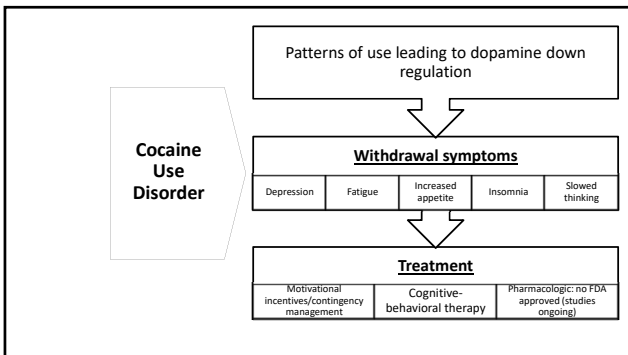 Patterns of use leading to dopamine down
regulation
Cocaine
Use
Disorder
Withdrawal symptoms
Depression
Fatigue
Increased
appetite
Insomnia
Slowed
thinking
Treatment
Motivational
incentives/contingency
management
Cognitive-
behavioral therapy
Pharmacologic: no FDA
approved (studies
ongoing)